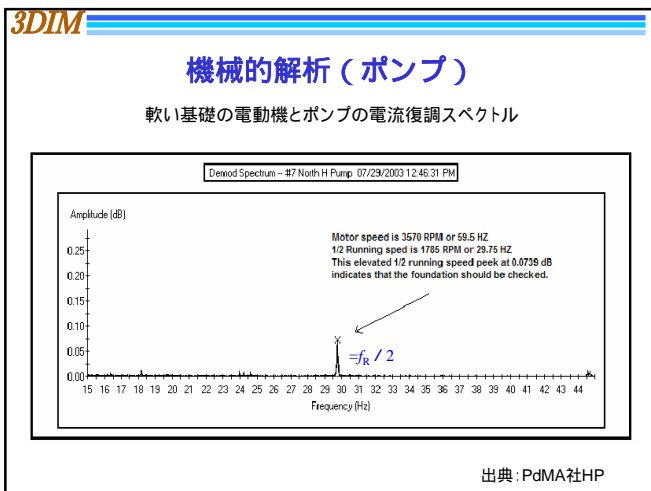 3DIM
機械的解析（ポンプ）
軟い基礎の電動機とポンプの電流復調スペクトル
Demod Spectrum -- #7 North H Pump 07/29/2003 12:46:31 PM
Amplitude (dB)
Motor speed is 3570 RPM or 59.5 HZ
1/2 Running sped is 1785 RPM or 29.75 HZ
This elevated 1/2 running speed peek at 0.0739 dB
indicates that the foundation should be checked.
0.25
0.20
0.15
0.10
0.05
0.00
=fR / 2
15 16 17 18 19 20 21 22 23 24 25 26 27 28 29 30 31 32 33 34 35 36 37 38 39 40 41 42 43 44
Frequency (Hz)
出典：PdMA社HP